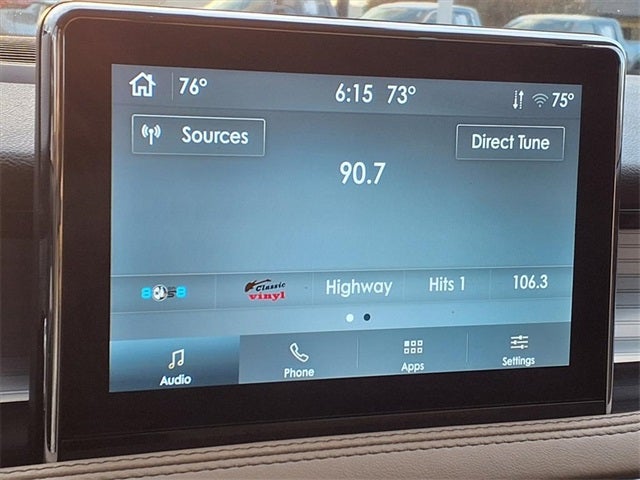 76° 6:15 73° 75°
Sources Direct Tune
90.7
Classic
vinyl
Highway Hits 1 106.3
Audio Phone Apps Settings